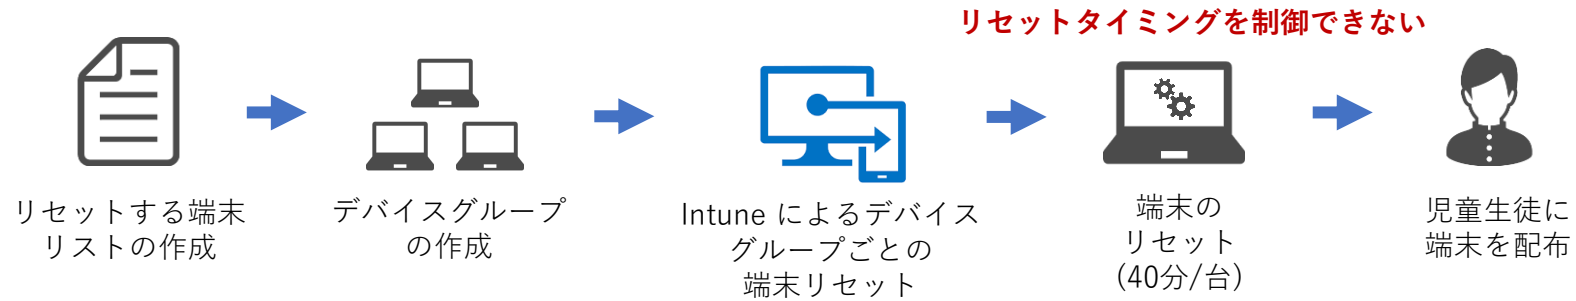 リセットタイミングを制御できない
リセットする端末
リストの作成
デバイスグループ
の作成
Intune によるデバイス
グループごとの
端末リセット
端末の
リセット
(40分/台)
児童生徒に
端末を配布